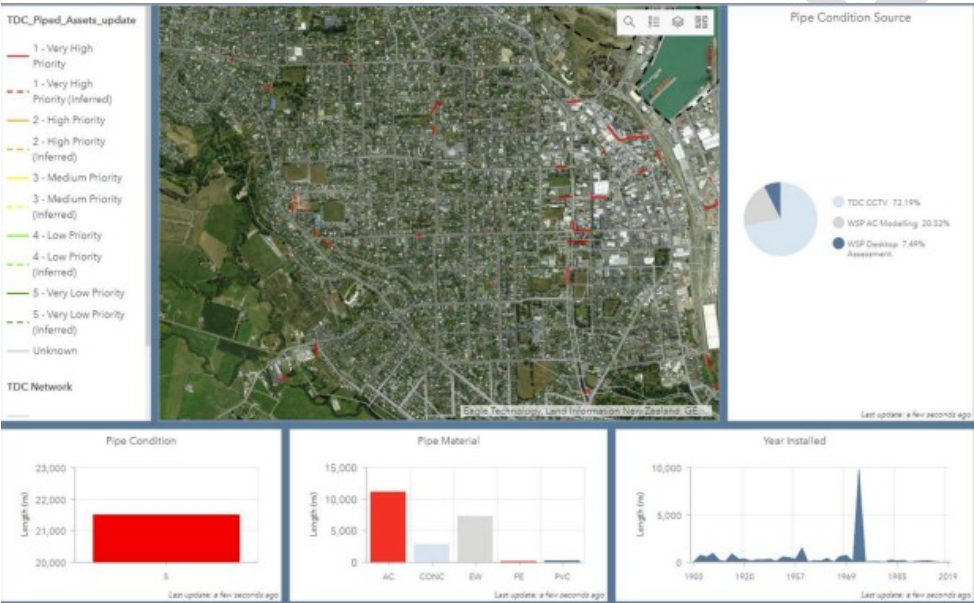 TDC_Piped_Assets_update
1 - Very High
Priority
1 - Very High
Priority (Inferred)
2 - High Priority
2 - High Priority
(Inferred)
3 - Medium Priority
3 - Medium Priority
(Inferred)
4 - Low Priority
4 - Low Priority
(Inferred)
5 - Very Low Priority
5 - Very Low Priority
(Inferred)
Unknown
TDC Network
Eagle Technology, Land Information New Zealand, GE...
Pipe Condition Source
TDC CCTV 72.19%
WSP AC Modelling 20.32%
WSP Desktop 7.49%
Assessment
Last update: a few seconds ago
Pipe Condition
Length (m)
23,000
22,000
21,000
20,000
5
Last update: a few seconds ago
Pipe Material
Length (m)
15,000
10,000
5,000
0
AC CONC EW PE PVC
Last update: a few seconds ago
Year Installed
Length (m)
10,000
5,000
0
1903 1957 1969 1985 2019
Last update: a few seconds ago